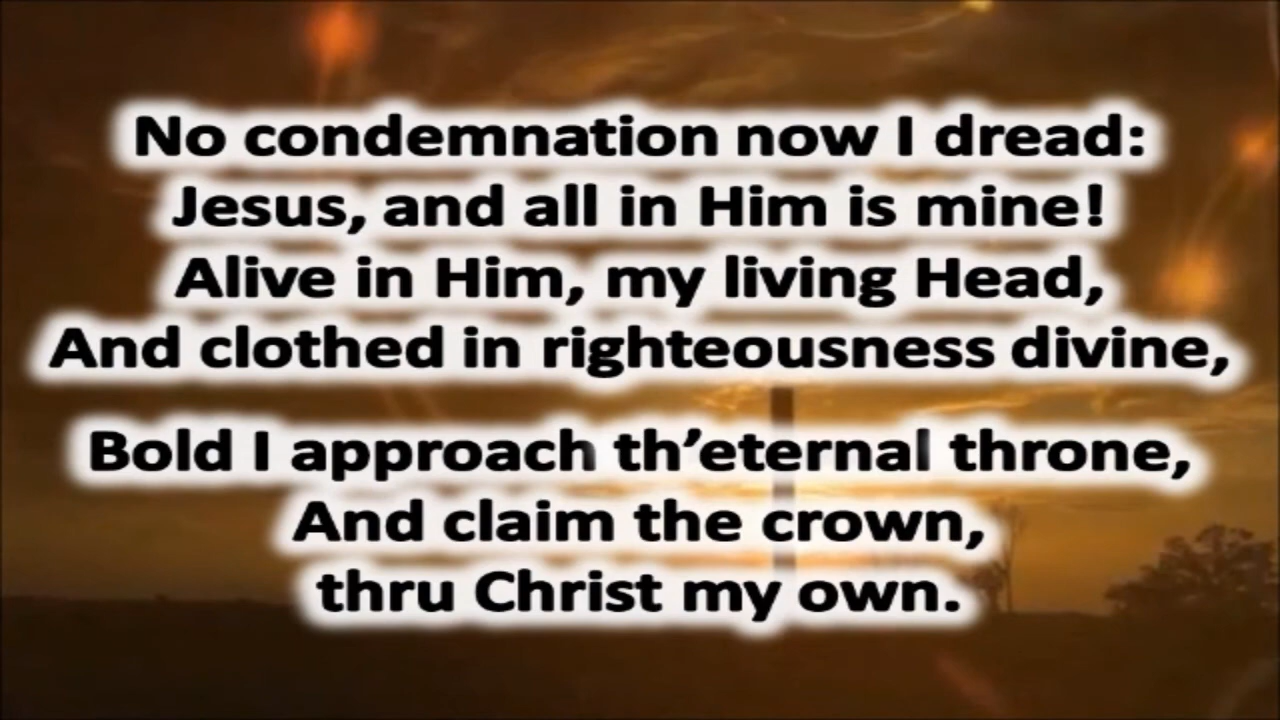 No condemnation now I dread:
Jesus, and all in Him is mine!
Alive in Him, my living Head,
And clothed in righteousness divine,
Bold I approach th’eternal throne,
And claim the crown,
thru Christ my own.